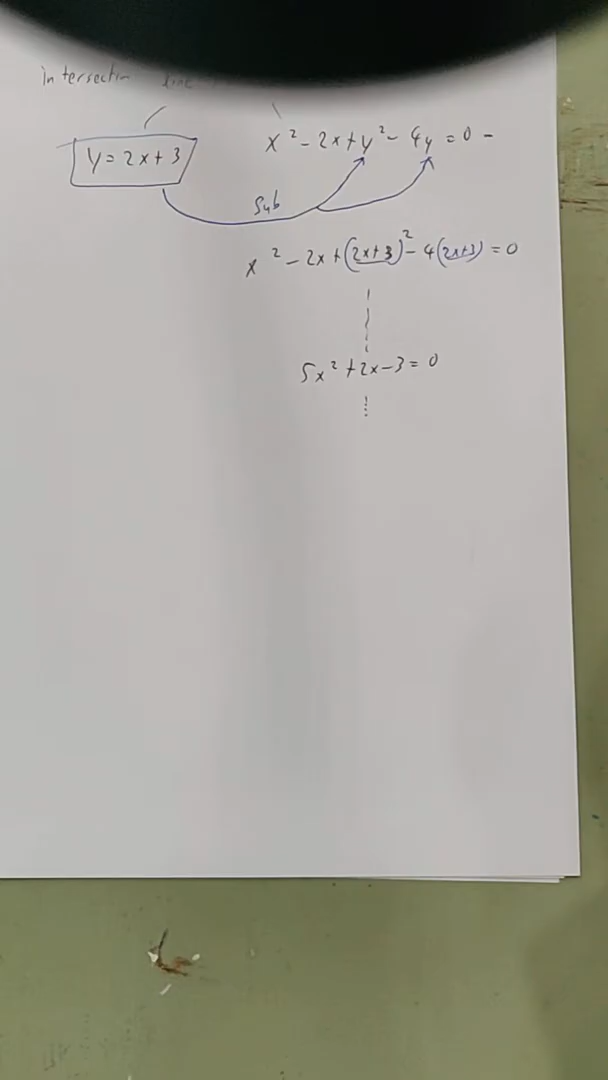 Intersection line
y = 2x + 3
x² - 2x + y² - 4y = 0 -
Sub
x² - 2x + (2x+3)² - 4(2x+3) = 0
5x² + 2x - 3 = 0